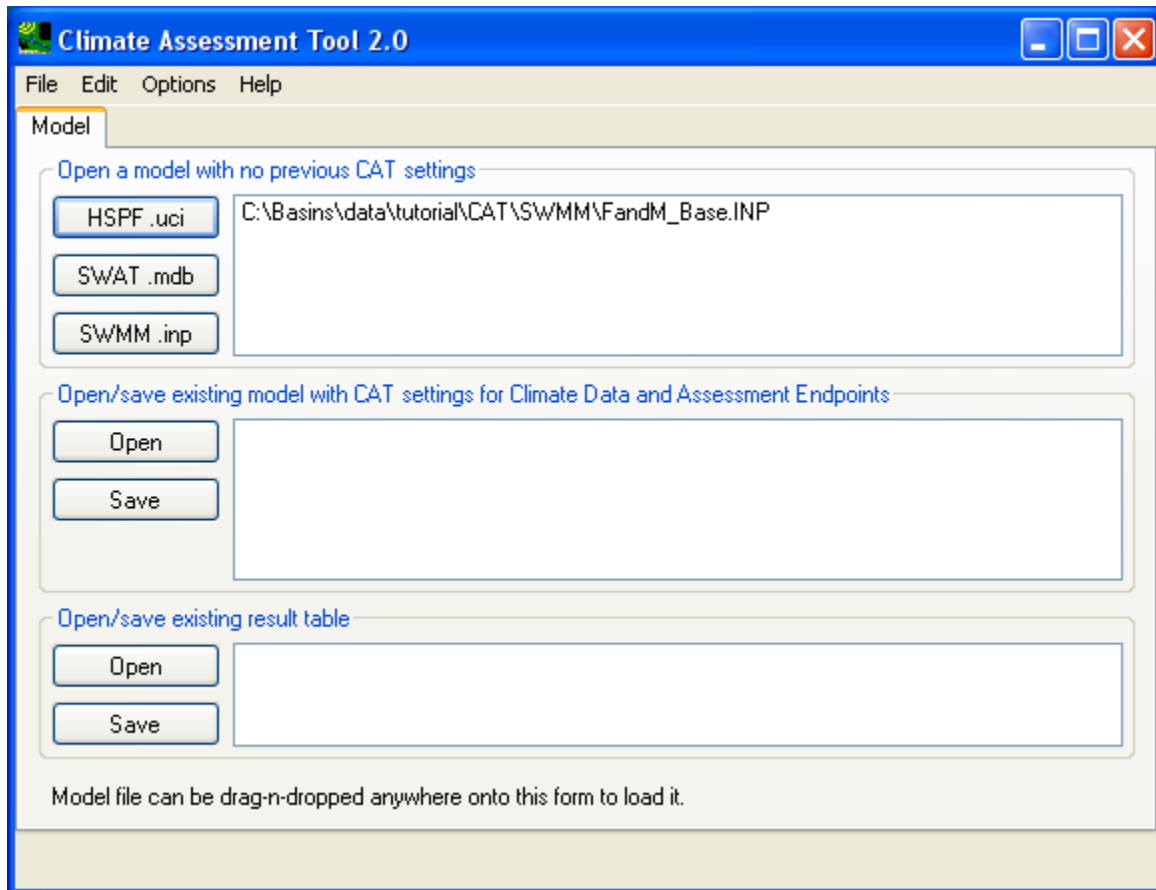 Climate Assessment Tool 2.0
File Edit Options Help
Model
Open a model with no previous CAT settings
HSPF .uci
C:\Basins\data\tutorial\CAT\SWMM\FandM_Base.INP
SWAT .mdb
SWMM .inp
Open/save existing model with CAT settings for Climate Data and Assessment Endpoints
Open
Save
Open/save existing result table
Open
Save
Model file can be drag-n-dropped anywhere onto this form to load it.